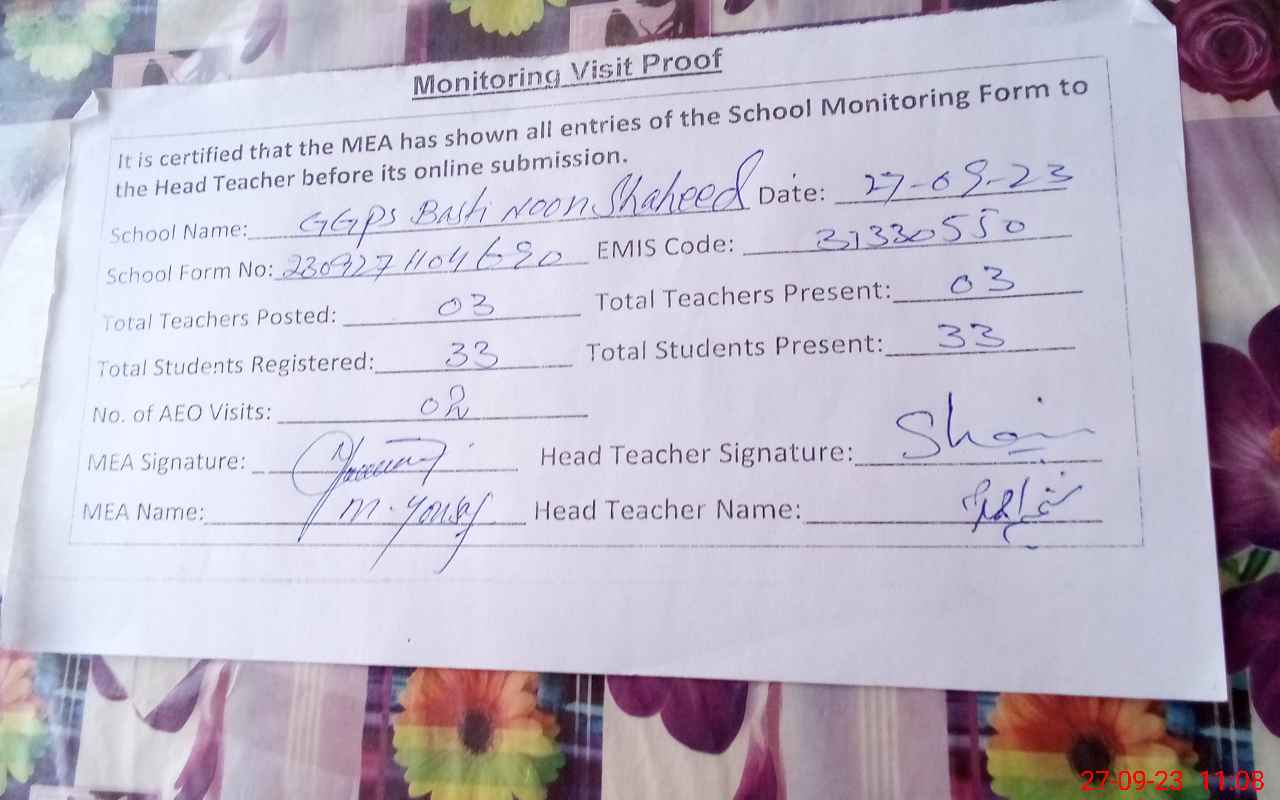 Monitoring Visit Proof
It is certified that the MEA has shown all entries of the School Monitoring Form to
the Head Teacher before its online submission.
School Name: GGPS Basti Noon Shaheed Date: 27-09-23
School Form No: 2309271104690 EMIS Code: 31330550
Total Teachers Posted: 03 Total Teachers Present: 03
Total Students Registered: 33 Total Students Present: 33
No. of AEO Visits: 02
MEA Signature: Head Teacher Signature:
MEA Name: M. Yousaf Head Teacher Name:
27-09-23 11:08